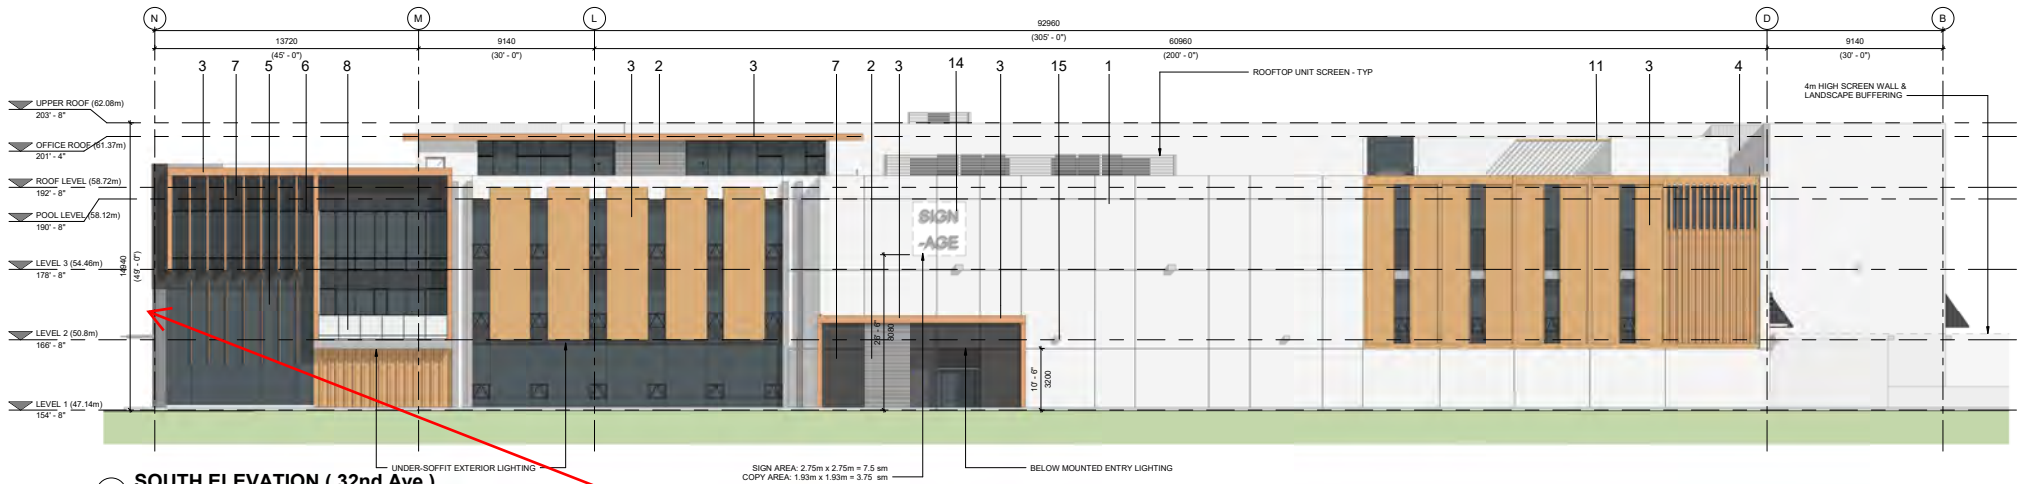 N
M
L
D
B
92960
(305' - 0")
13720
(45' - 0")
9140
(30' - 0")
60960
(200' - 0")
9140
(30' - 0")
3 7 5 6 8 3 2 3 7 2 3 14 3 15 1 11 3 4
ROOFTOP UNIT SCREEN - TYP
4m HIGH SCREEN WALL &
LANDSCAPE BUFFERING
UPPER ROOF (62.08m)
203' - 8"
OFFICE ROOF (61.37m)
201' - 4"
ROOF LEVEL (58.72m)
192' - 8"
POOL LEVEL (58.12m)
190' - 8"
LEVEL 3 (54.46m)
178' - 8"
LEVEL 2 (50.8m)
166' - 8"
LEVEL 1 (47.14m)
154' - 8"
14940
(49' - 0")
SIGN
-AGE
26' - 6"
8080
10' - 6"
3200
UNDER-SOFFIT EXTERIOR LIGHTING
SIGN AREA: 2.75m x 2.75m = 7.5 sm
COPY AREA: 1.93m x 1.93m = 3.75 sm
BELOW MOUNTED ENTRY LIGHTING
SOUTH ELEVATION ( 32nd Ave )